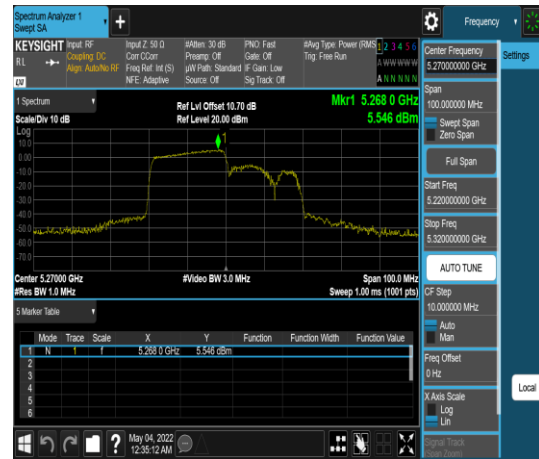 Spectrum Analyzer 1
Swept SA
Frequency
KEYSIGHT
R L
Input: RF
Coupling: DC
Align: Auto/No RF
Input Z: 50 Ω
Corr CCorr
Freq Ref: Int (S)
NFE: Adaptive
#Atten: 30 dB
Preamp: Off
µW Path: Standard
Source: Off
PNO: Fast
Gate: Off
IF Gain: Low
Sig Track: Off
#Avg Type: Power (RMS
Trig: Free Run
1 2 3 4 5 6
A W W W W W
A N N N N N
1 Spectrum
Scale/Div 10 dB
Ref Lvl Offset 10.70 dB
Ref Level 20.00 dBm
Mkr1 5.268 0 GHz
5.546 dBm
Log
10.0
0.00
-10.0
-20.0
-30.0
-40.0
-50.0
-60.0
-70.0
1
Center 5.27000 GHz
#Video BW 3.0 MHz
Span 100.0 MHz
#Res BW 1.0 MHz
Sweep 1.00 ms (1001 pts)
5 Marker Table
Mode Trace Scale X Y Function Function Width Function Value
1 N 1 f 5.268 0 GHz 5.546 dBm
2
3
4
5
6
May 04, 2022
12:35:12 AM
Center Frequency
5.270000000 GHz
Settings
Span
100.000000 MHz
Swept Span
Zero Span
Full Span
Start Freq
5.220000000 GHz
Stop Freq
5.320000000 GHz
AUTO TUNE
CF Step
10.000000 MHz
Auto
Man
Freq Offset
0 Hz
X Axis Scale
Log
Lin
Local
Signal Track
(Span Zoom)